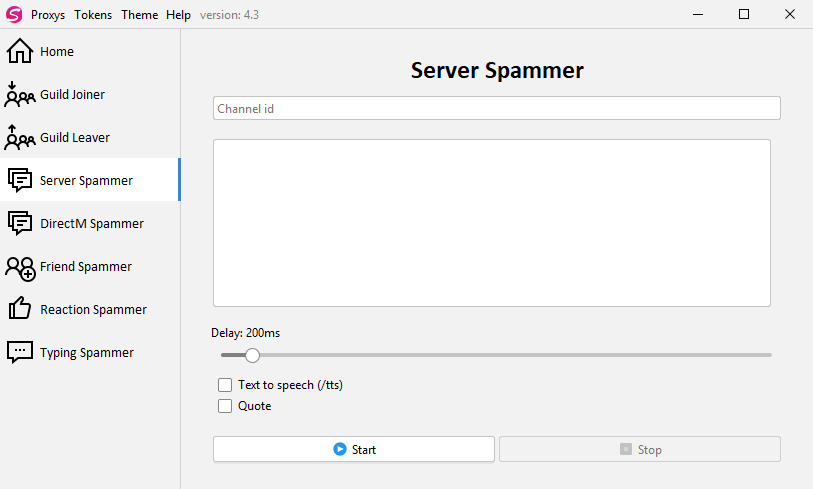 Proxys Tokens Theme Help version: 4.3
Home
Guild Joiner
Guild Leaver
Server Spammer
DirectM Spammer
Friend Spammer
Reaction Spammer
Typing Spammer
Server Spammer
Channel id
Delay: 200ms
Text to speech (/tts)
Quote
Start
Stop